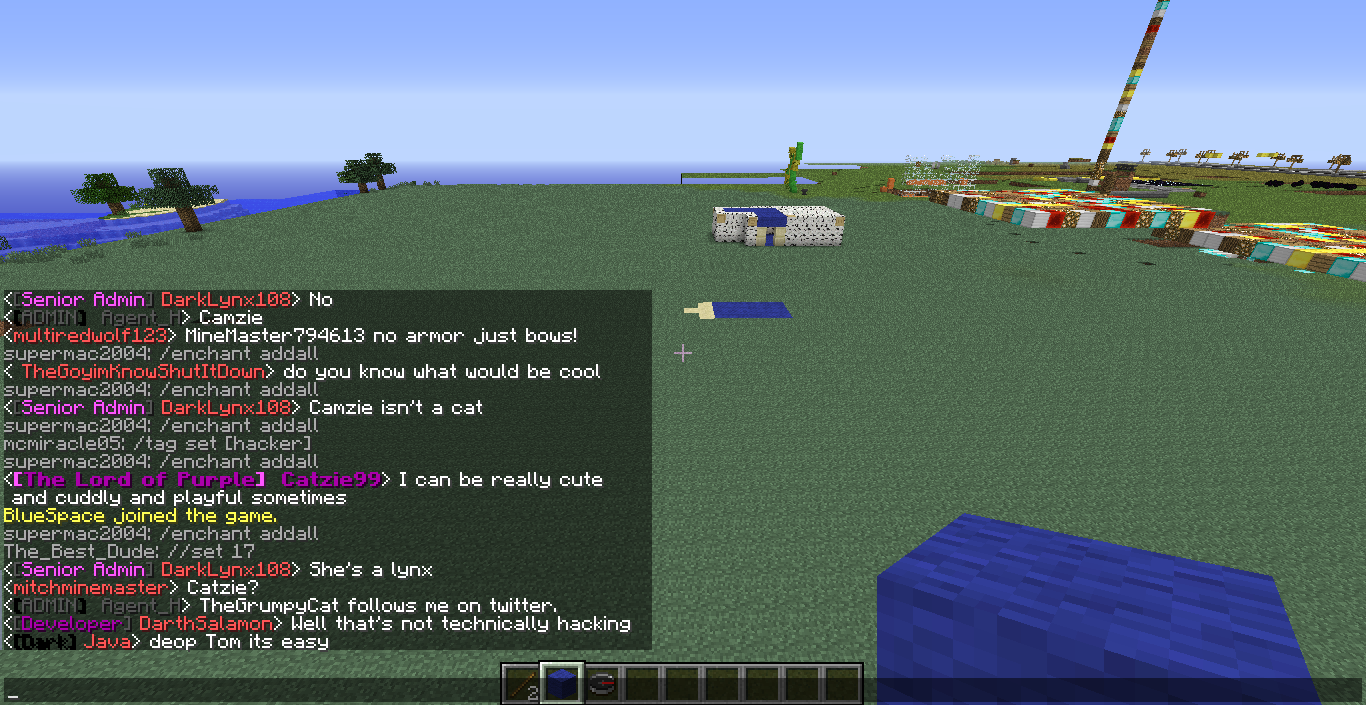 <[Senior Admin] DarkLynx108> No
<[ADMIN] Agent_H> Camzie
<multiredwolf123> MineMaster794613 no armor just bows!
supermac2004: /enchant addall
< TheGoyimKnowShutItDown> do you know what would be cool
supermac2004: /enchant addall
<[Senior Admin] DarkLynx108> Camzie isn't a cat
supermac2004: /enchant addall
mcmiracle05: /tag set [hacker]
supermac2004: /enchant addall
<[The Lord of Purple] Catzie99> I can be really cute
and cuddly and playful sometimes
BlueSpace joined the game.
supermac2004: /enchant addall
The_Best_Dude: //set 17
<[Senior Admin] DarkLynx108> She's a lynx
<mitchminemaster> Catzie?
<[ADMIN] Agent_H> TheGrumpyCat follows me on twitter.
<[Developer] DarthSalamon> Well that's not technically hacking
<[Dark] Java> deop Tom its easy
_
2